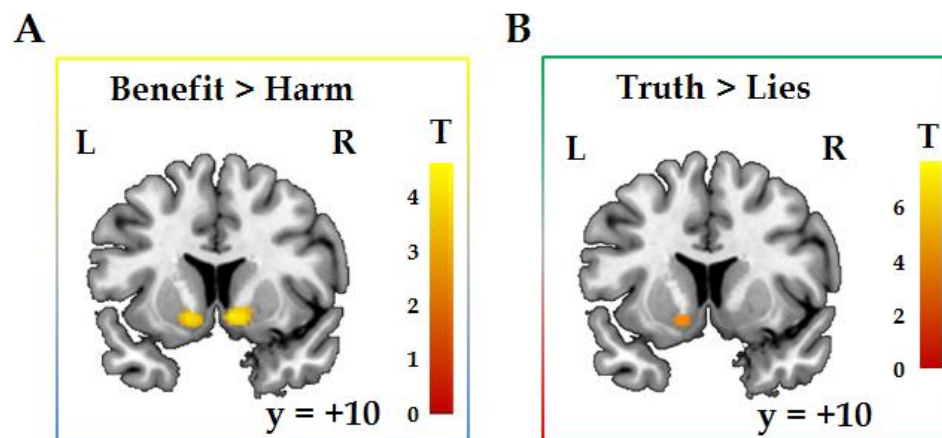 A
Benefit > Harm
L
R
T
4
3
2
1
0
y = +10
B
Truth > Lies
L
R
T
6
4
2
0
y = +10